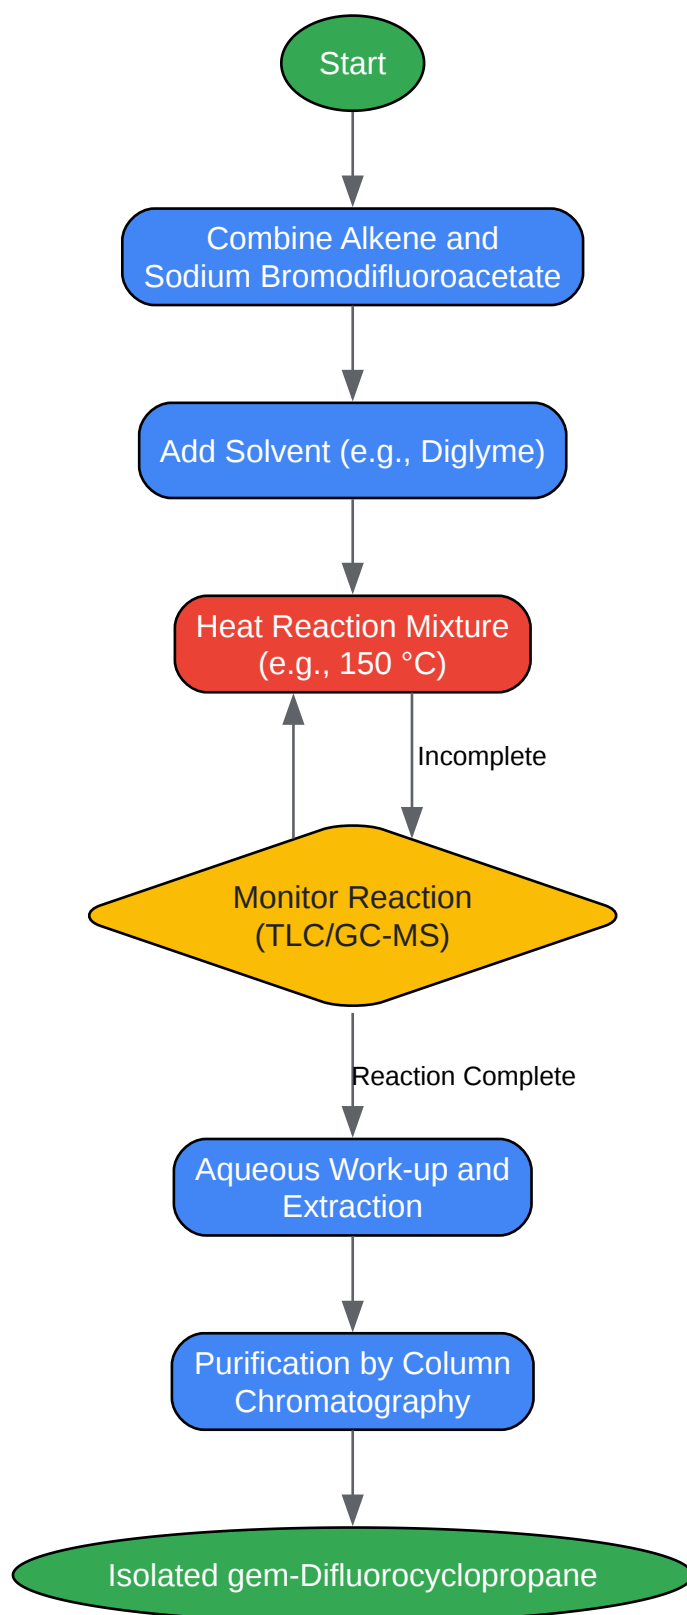 Start
Combine Alkene and
Sodium Bromodifluoroacetate
Add Solvent (e.g., Diglyme)
Heat Reaction Mixture
(e.g., 150 °C)
Incomplete
Monitor Reaction
(TLC/GC-MS)
Reaction Complete
Aqueous Work-up and
Extraction
Purification by Column
Chromatography
Isolated gem-Difluorocyclopropane